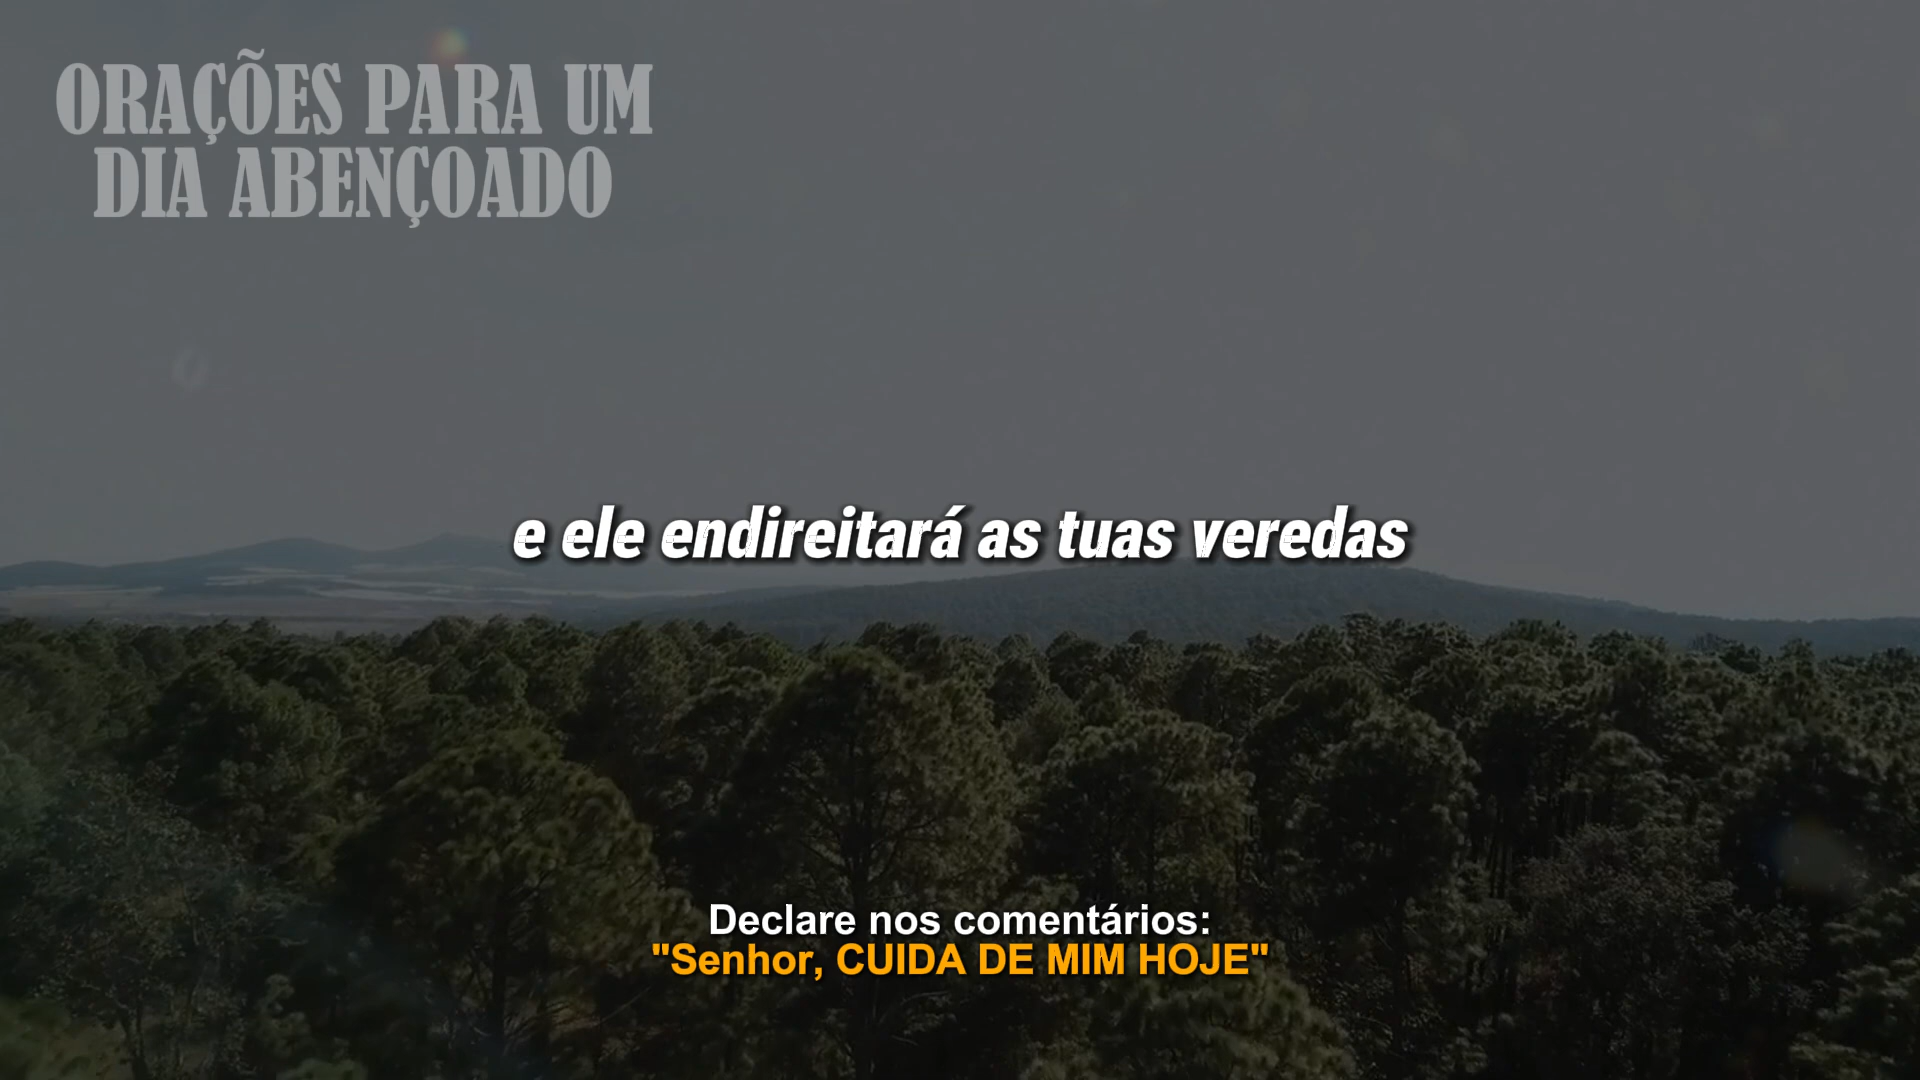 ORAÇÕES PARA UM
DIA ABENÇOADO
e ele endireitará as tuas veredas
Declare nos comentários:
"Senhor, CUIDA DE MIM HOJE"